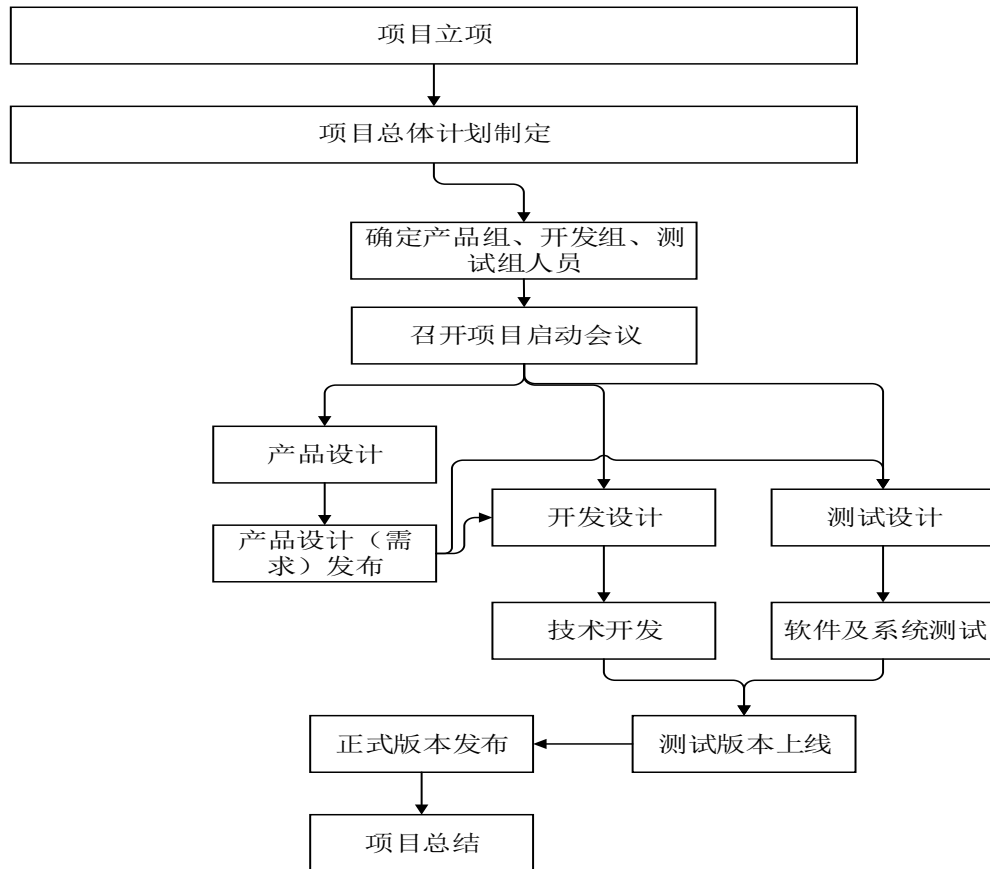 项目立项
项目总体计划制定
确定产品组、开发组、测
试组人员
召开项目启动会议
产品设计
产品设计（需
求）发布
开发设计
测试设计
技术开发
软件及系统测试
正式版本发布
测试版本上线
项目总结